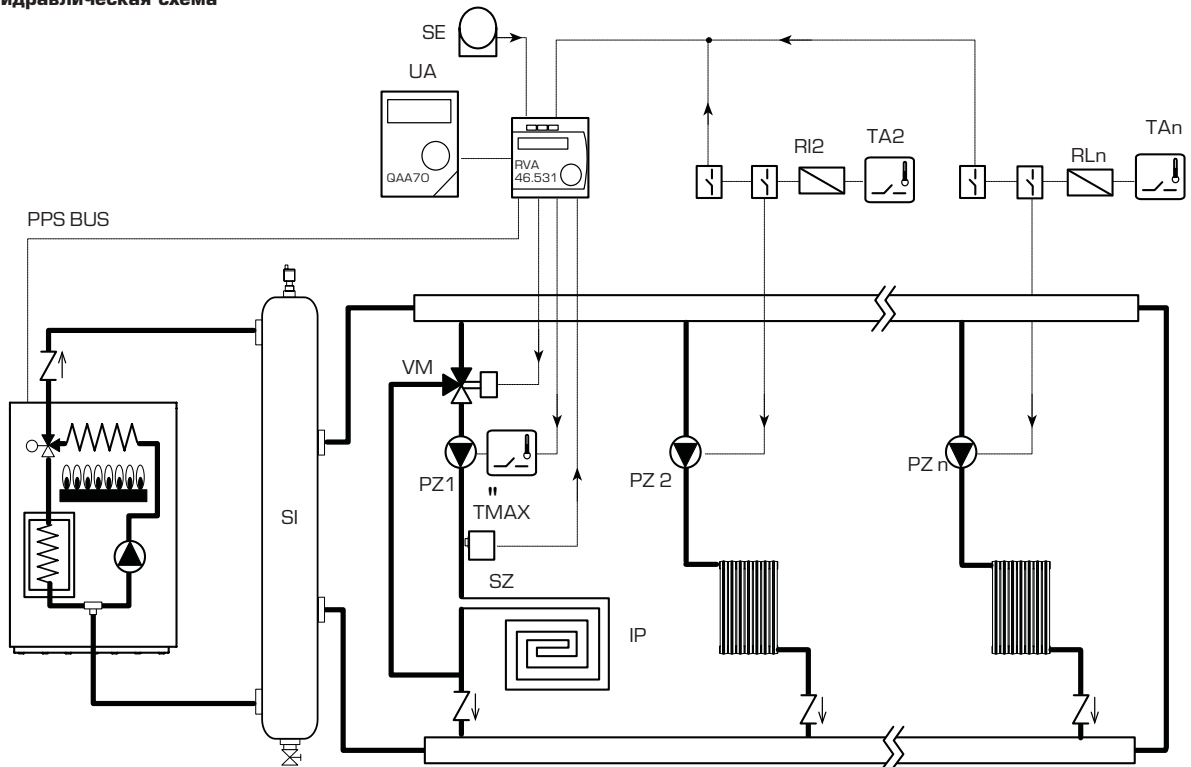 идравлическая схема
SE
UA
QAA70
RVA
46.531
RI2
TA2
RLn
TAn
PPS BUS
VM
PZ1
"
TMAX
SZ
SI
IP
PZ 2
PZ n